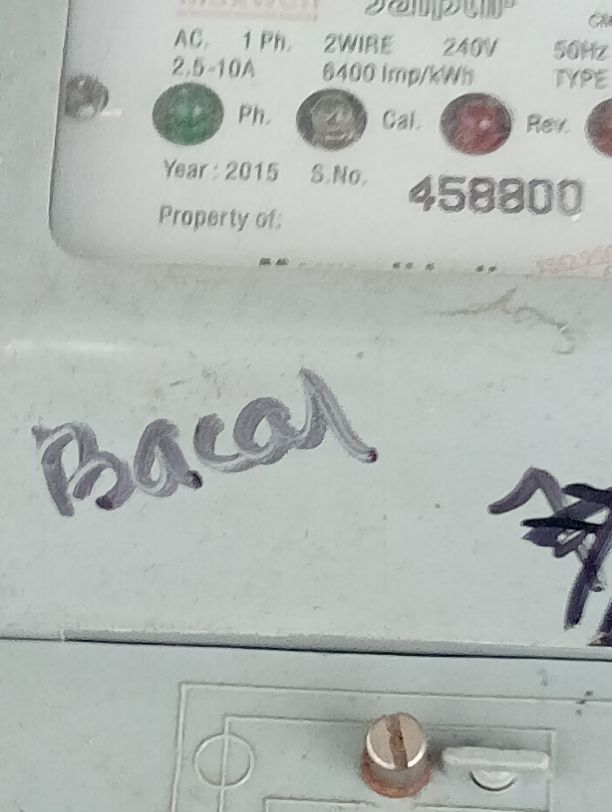 AC. 1 Ph. 2WIRE 240V 50Hz
2.5-10A 6400 imp/kWh TYPE
Ph. Cal. Rev.
Year : 2015 S.No. 458800
Property of:
Bacal